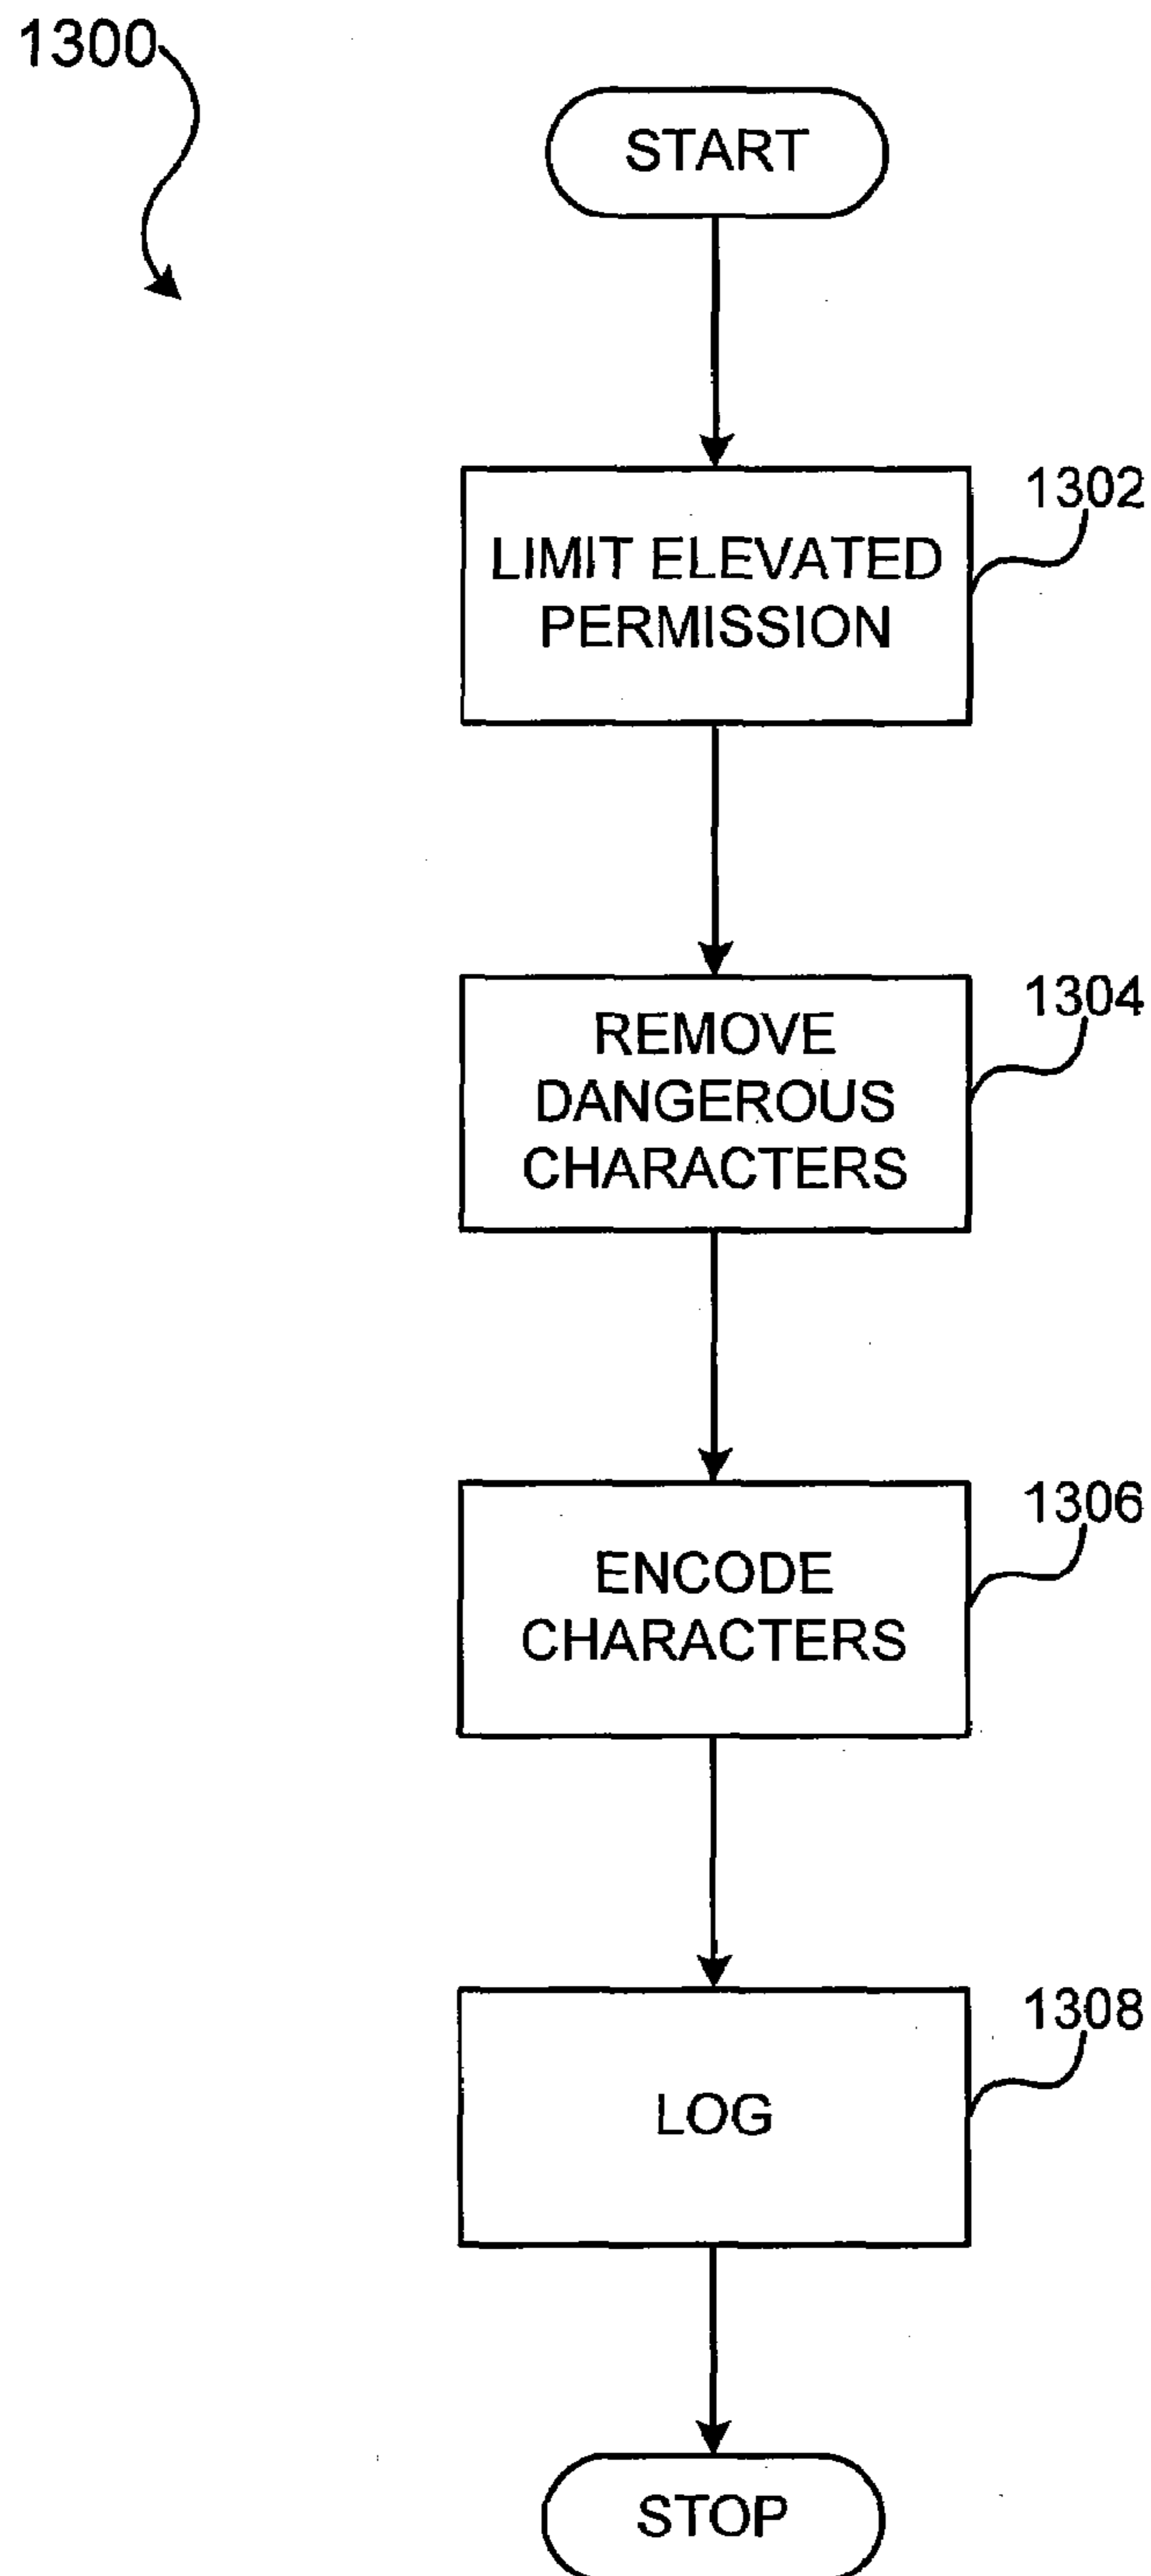 1300
START
1302
LIMIT ELEVATED
PERMISSION
1304
REMOVE
DANGEROUS
CHARACTERS
1306
ENCODE
CHARACTERS
1308
LOG
STOP